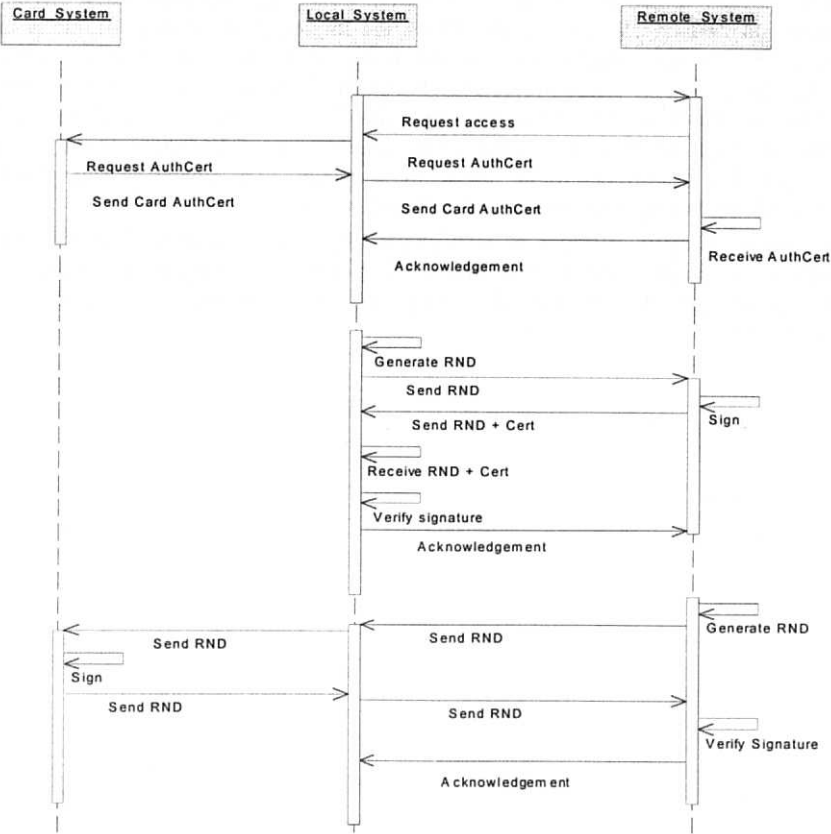 Card System
Local System
Remote System
Request access
Request AuthCert
Request AuthCert
Send Card AuthCert
Send Card AuthCert
Receive AuthCert
Acknowledgement
Generate RND
Send RND
Sign
Send RND + Cert
Receive RND + Cert
Verify signature
Acknowledgement
Generate RND
Send RND
Send RND
Sign
Send RND
Send RND
Verify Signature
Acknowledgement